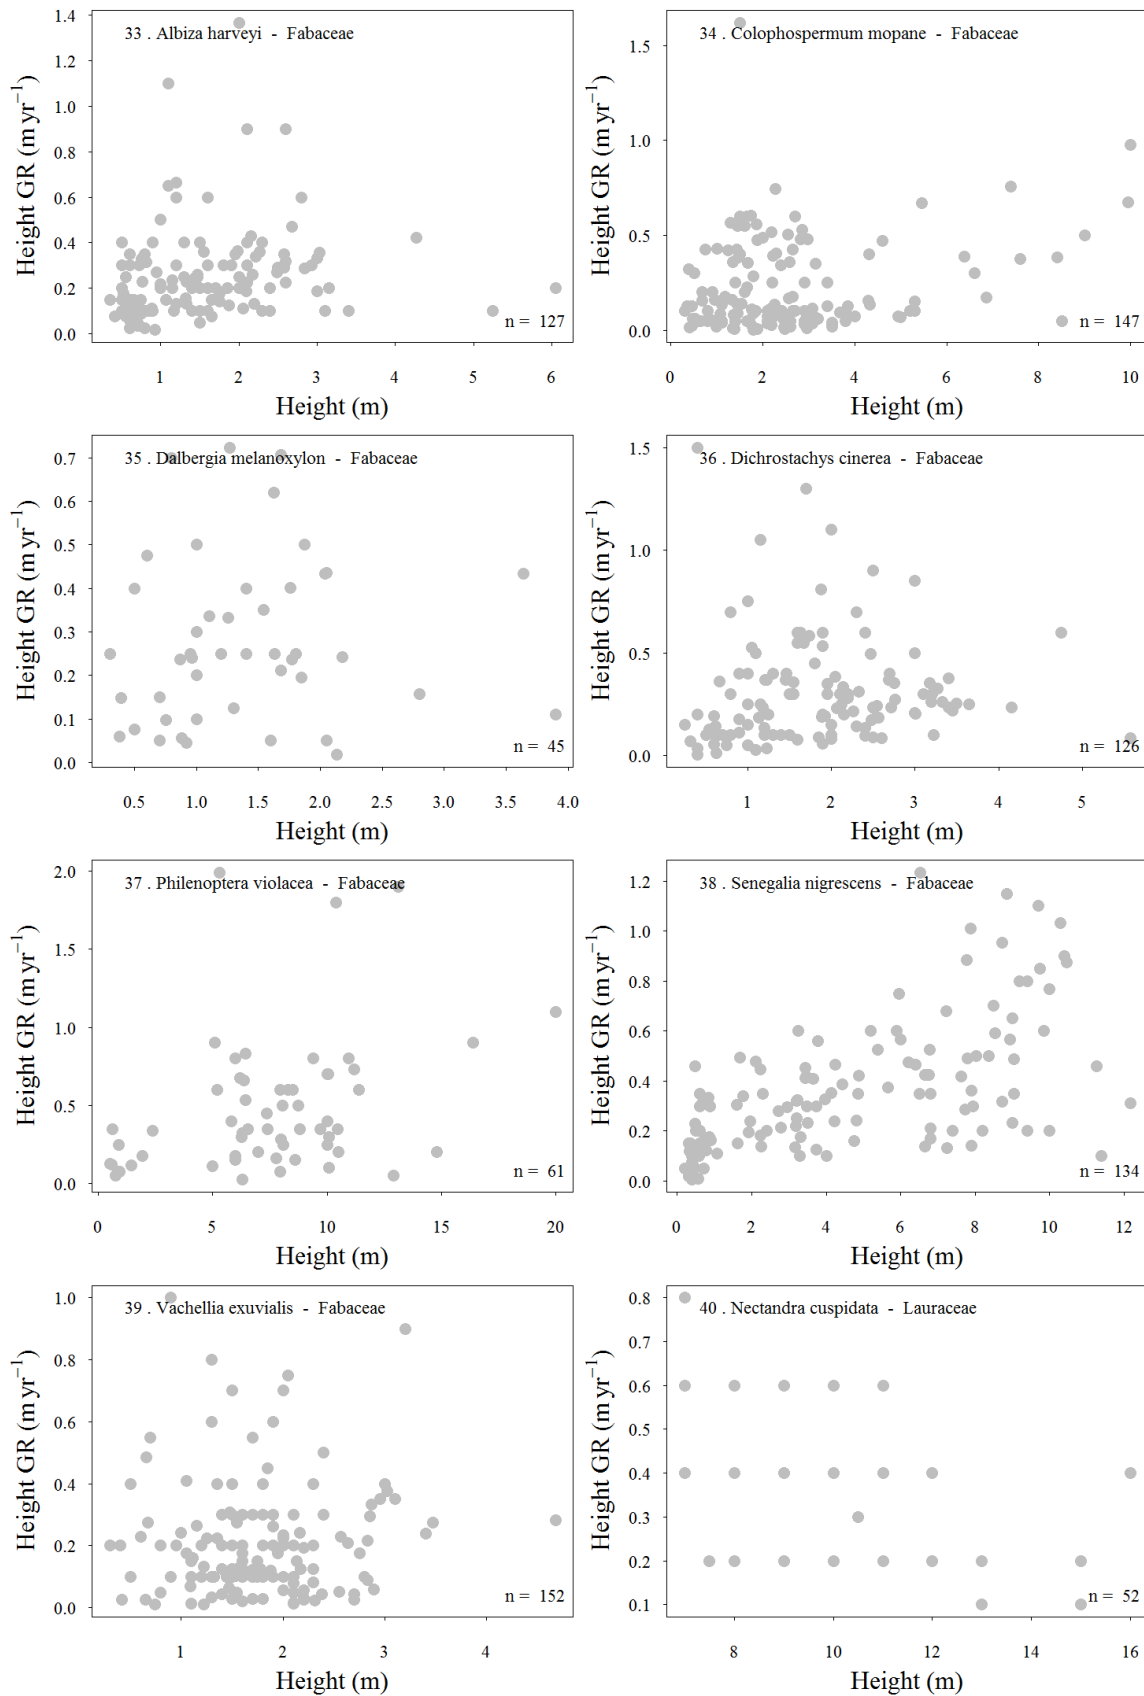 33 . Albiza harveyi - Fabaceae
Height GR (m yr−1)
1.4
1.2
1.0
0.8
0.6
0.4
0.2
0.0
n = 127
1 2 3 4 5 6
Height (m)
34 . Colophospermum mopane - Fabaceae
Height GR (m yr−1)
1.5
1.0
0.5
0.0
n = 147
0 2 4 6 8 10
Height (m)
35 . Dalbergia melanoxylon - Fabaceae
Height GR (m yr−1)
0.7
0.6
0.5
0.4
0.3
0.2
0.1
0.0
n = 45
0.5 1.0 1.5 2.0 2.5 3.0 3.5 4.0
Height (m)
36 . Dichrostachys cinerea - Fabaceae
Height GR (m yr−1)
1.5
1.0
0.5
0.0
n = 126
1 2 3 4 5
Height (m)
37 . Philenoptera violacea - Fabaceae
Height GR (m yr−1)
2.0
1.5
1.0
0.5
0.0
n = 61
0 5 10 15 20
Height (m)
38 . Senegalia nigrescens - Fabaceae
Height GR (m yr−1)
1.2
1.0
0.8
0.6
0.4
0.2
0.0
n = 134
0 2 4 6 8 10 12
Height (m)
39 . Vachellia exuvialis - Fabaceae
Height GR (m yr−1)
1.0
0.8
0.6
0.4
0.2
0.0
n = 152
1 2 3 4
Height (m)
40 . Nectandra cuspidata - Lauraceae
Height GR (m yr−1)
0.8
0.7
0.6
0.5
0.4
0.3
0.2
0.1
n = 52
8 10 12 14 16
Height (m)